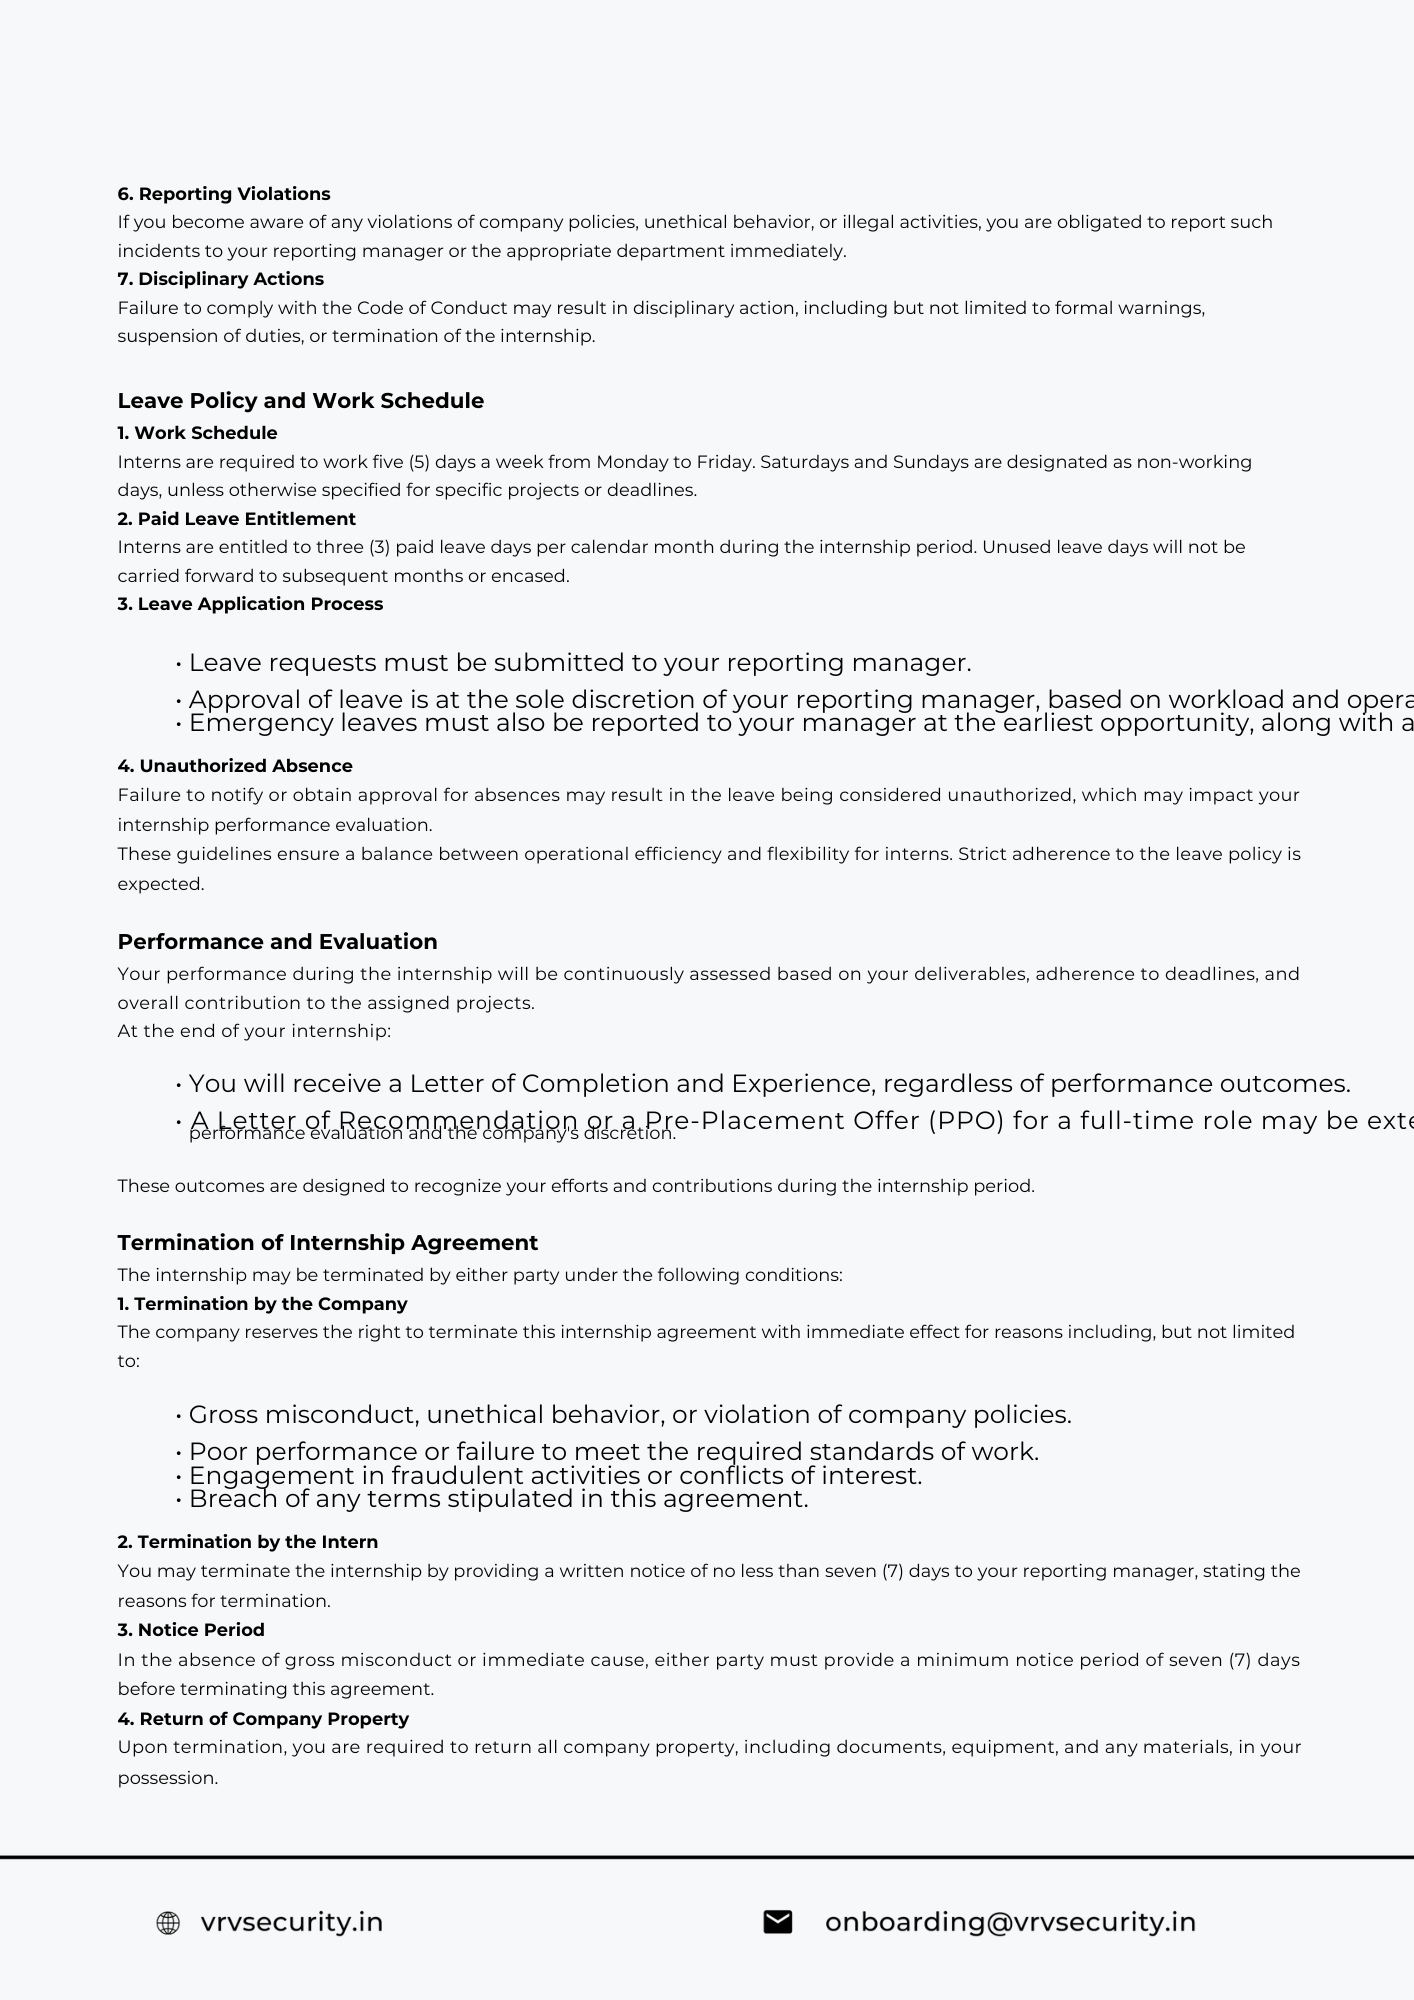 6. Reporting Violations
If you become aware of any violations of company policies, unethical behavior, or illegal activities, you are obligated to report such
incidents to your reporting manager or the appropriate department immediately.
7. Disciplinary Actions
Failure to comply with the Code of Conduct may result in disciplinary action, including but not limited to formal warnings,
suspension of duties, or termination of the internship.
Leave Policy and Work Schedule
1. Work Schedule
Interns are required to work five (5) days a week from Monday to Friday. Saturdays and Sundays are designated as non-working
days, unless otherwise specified for specific projects or deadlines.
2. Paid Leave Entitlement
Interns are entitled to three (3) paid leave days per calendar month during the internship period. Unused leave days will not be
carried forward to subsequent months or encased.
3. Leave Application Process
• Leave requests must be submitted to your reporting manager.
• Approval of leave is at the sole discretion of your reporting manager, based on workload and opera
• Emergency leaves must also be reported to your manager at the earliest opportunity, along with a
4. Unauthorized Absence
Failure to notify or obtain approval for absences may result in the leave being considered unauthorized, which may impact your
internship performance evaluation.
These guidelines ensure a balance between operational efficiency and flexibility for interns. Strict adherence to the leave policy is
expected.
Performance and Evaluation
Your performance during the internship will be continuously assessed based on your deliverables, adherence to deadlines, and
overall contribution to the assigned projects.
At the end of your internship:
• You will receive a Letter of Completion and Experience, regardless of performance outcomes.
• A Letter of Recommendation or a Pre-Placement Offer (PPO) for a full-time role may be exte
performance evaluation and the company's discretion.
These outcomes are designed to recognize your efforts and contributions during the internship period.
Termination of Internship Agreement
The internship may be terminated by either party under the following conditions:
1. Termination by the Company
The company reserves the right to terminate this internship agreement with immediate effect for reasons including, but not limited
to:
• Gross misconduct, unethical behavior, or violation of company policies.
• Poor performance or failure to meet the required standards of work.
• Engagement in fraudulent activities or conflicts of interest.
• Breach of any terms stipulated in this agreement.
2. Termination by the Intern
You may terminate the internship by providing a written notice of no less than seven (7) days to your reporting manager, stating the
reasons for termination.
3. Notice Period
In the absence of gross misconduct or immediate cause, either party must provide a minimum notice period of seven (7) days
before terminating this agreement.
4. Return of Company Property
Upon termination, you are required to return all company property, including documents, equipment, and any materials, in your
possession.
vrvsecurity.in
onboarding@vrvsecurity.in